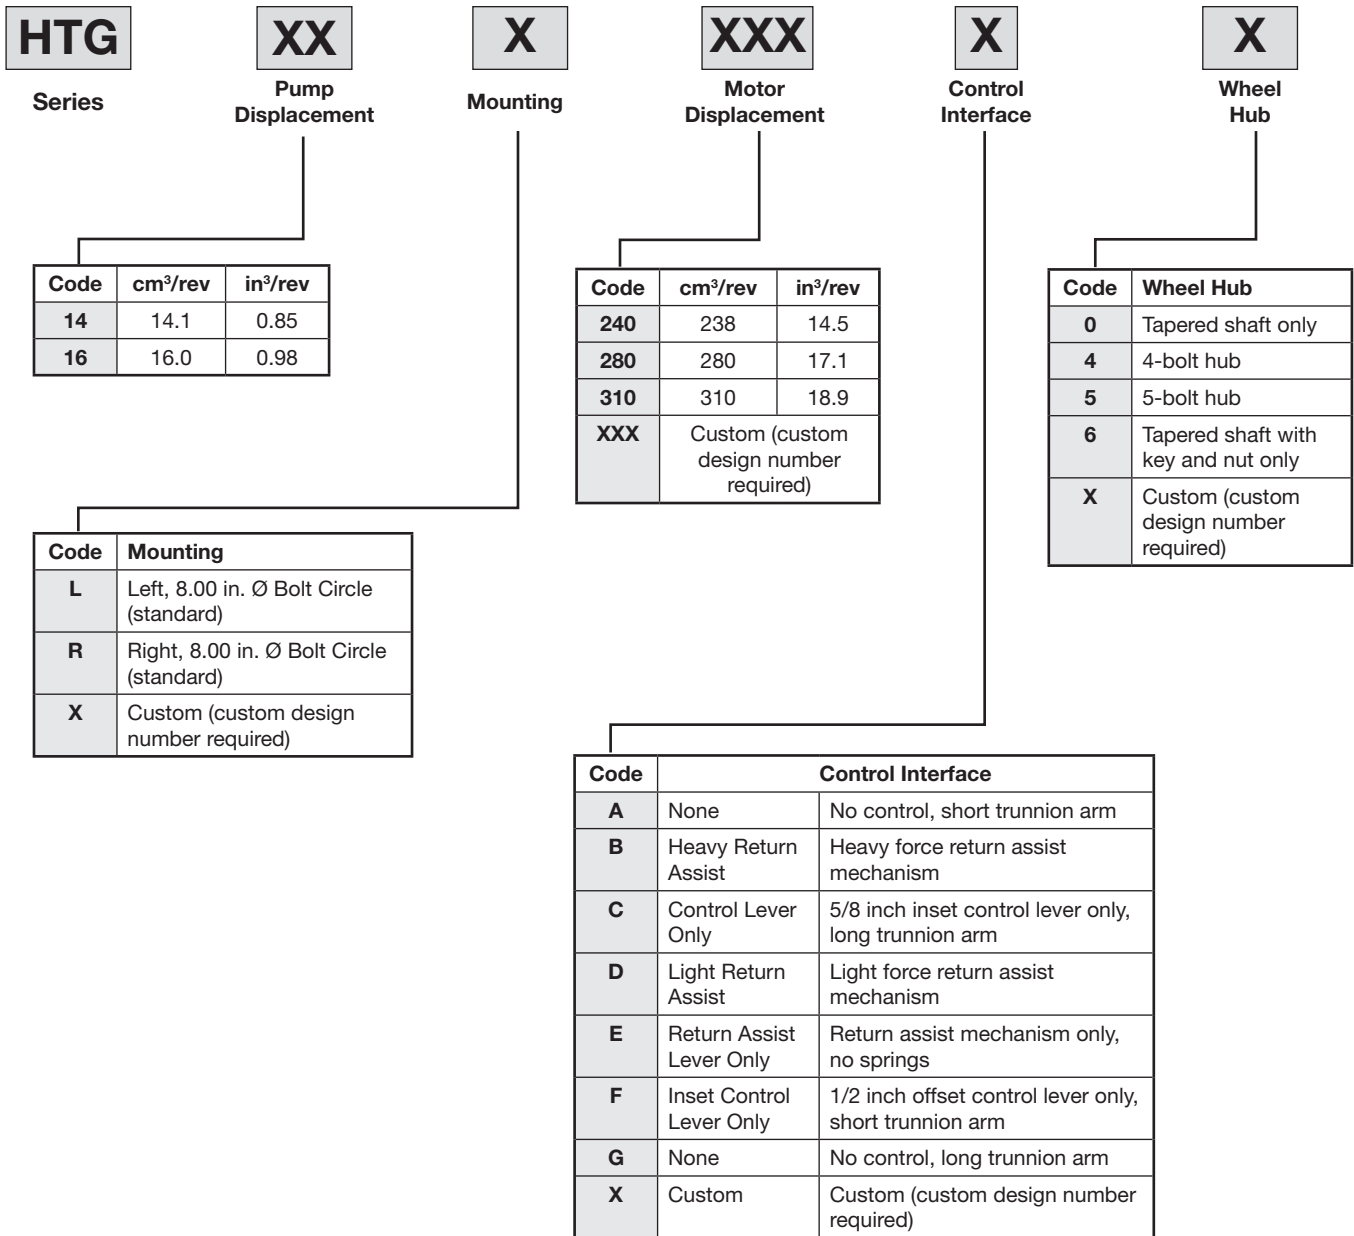 HTG XX X XXX X X
Series
Pump
Displacement
Mounting
Motor
Displacement
Control
Interface
Wheel
Hub
Code cm³/rev in³/rev
14 14.1 0.85
16 16.0 0.98
Code cm³/rev in³/rev
240 238 14.5
280 280 17.1
310 310 18.9
XXX Custom (custom
design number
required)
Code Wheel Hub
0 Tapered shaft only
4 4-bolt hub
5 5-bolt hub
6 Tapered shaft with
key and nut only
X Custom (custom
design number
required)
Code Mounting
L Left, 8.00 in. Ø Bolt Circle
(standard)
R Right, 8.00 in. Ø Bolt Circle
(standard)
X Custom (custom design
number required)
Code Control Interface
A None No control, short trunnion arm
B Heavy Return Heavy force return assist
Assist mechanism
C Control Lever 5/8 inch inset control lever only,
Only long trunnion arm
D Light Return Light force return assist
Assist mechanism
E Return Assist Return assist mechanism only,
Lever Only no springs
F Inset Control 1/2 inch offset control lever only,
Lever Only short trunnion arm
G None No control, long trunnion arm
X Custom Custom (custom design number
required)